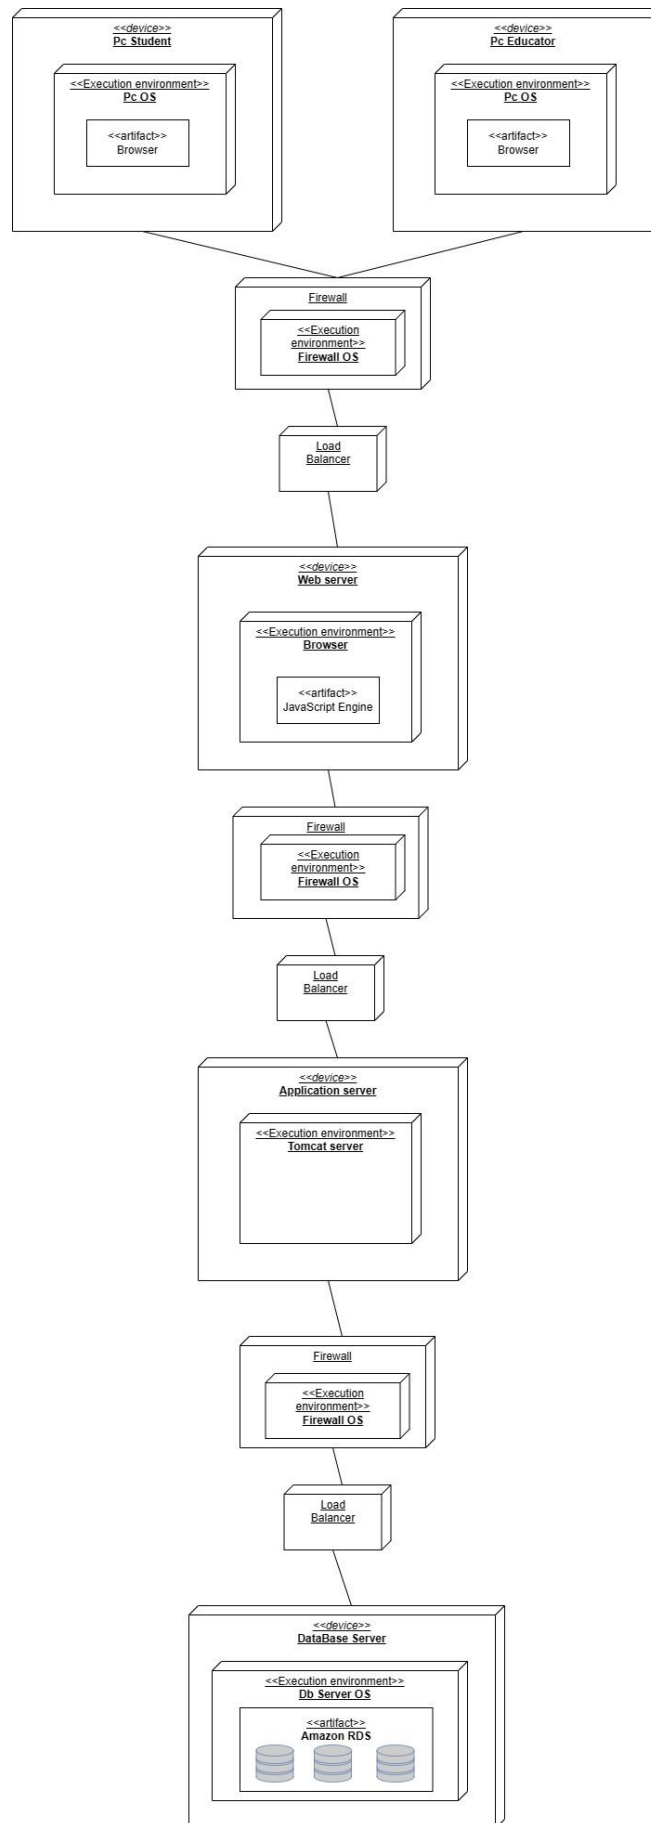 <<device>>
Pc Student
<<Execution environment>>
Pc OS
<<artifact>>
Browser
<<device>>
Pc Educator
<<Execution environment>>
Pc OS
<<artifact>>
Browser
Firewall
<<Execution
environment>>
Firewall OS
Load
Balancer
<<device>>
Web server
<<Execution environment>>
Browser
<<artifact>>
JavaScript Engine
Firewall
<<Execution
environment>>
Firewall OS
Load
Balancer
<<device>>
Application server
<<Execution environment>>
Tomcat server
Firewall
<<Execution
environment>>
Firewall OS
Load
Balancer
<<device>>
DataBase Server
<<Execution environment>>
Db Server OS
<<artifact>>
Amazon RDS